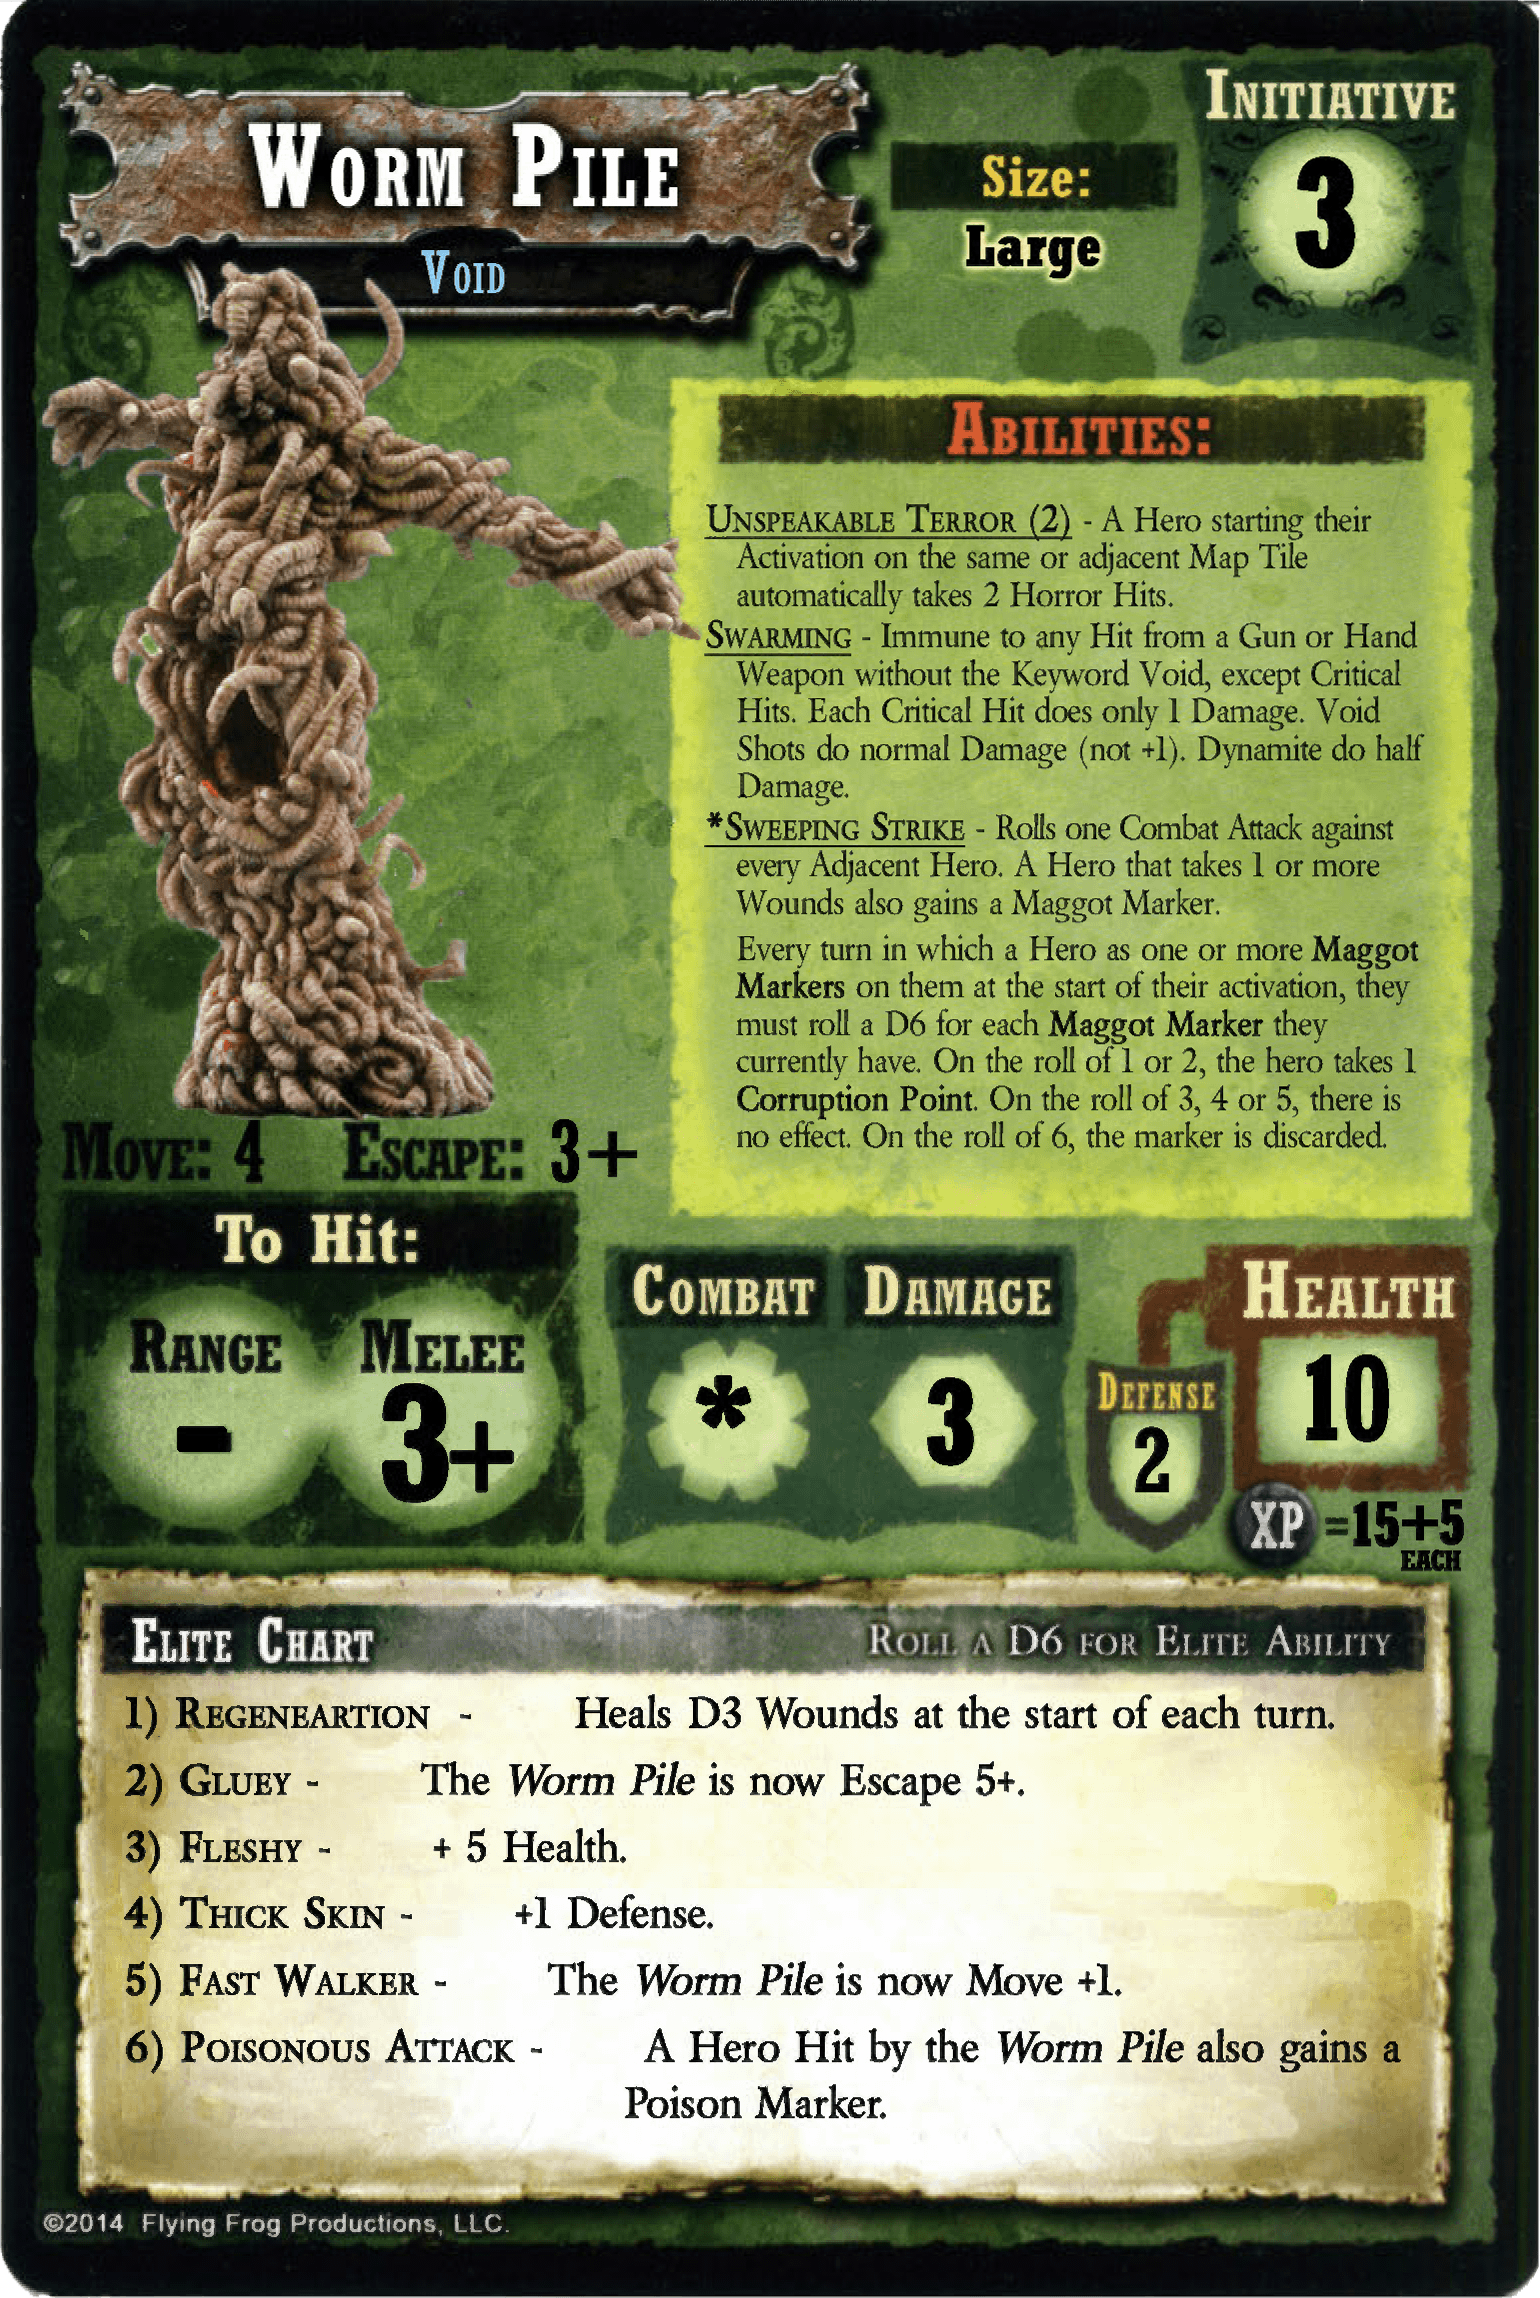 Worm Pile
Void
Size:
Large
Initiative
3
Abilities:
Unspeakable Terror (2) - A Hero starting their
Activation on the same or adjacent Map Tile
automatically takes 2 Horror Hits.
Swarming - Immune to any Hit from a Gun or Hand
Weapon without the Keyword Void, except Critical
Hits. Each Critical Hit does only 1 Damage. Void
Shots do normal Damage (not +1). Dynamite do half
Damage.
*Sweeping Strike - Rolls one Combat Attack against
every Adjacent Hero. A Hero that takes 1 or more
Wounds also gains a Maggot Marker.
Every turn in which a Hero as one or more Maggot
Markers on them at the start of their activation, they
must roll a D6 for each Maggot Marker they
currently have. On the roll of 1 or 2, the hero takes 1
Corruption Point. On the roll of 3, 4 or 5, there is
no effect. On the roll of 6, the marker is discarded.
Move: 4 Escape: 3+
To Hit:
Range
-
Melee
3+
Combat
*
Damage
3
Defense
2
Health
10
XP =15+5
EACH
Elite Chart Roll a D6 for Elite Ability
1) Regeneartion - Heals D3 Wounds at the start of each turn.
2) Gluey - The Worm Pile is now Escape 5+.
3) Fleshy - + 5 Health.
4) Thick Skin - +1 Defense.
5) Fast Walker - The Worm Pile is now Move +1.
6) Poisonous Attack - A Hero Hit by the Worm Pile also gains a
Poison Marker.
©2014 Flying Frog Productions, LLC.